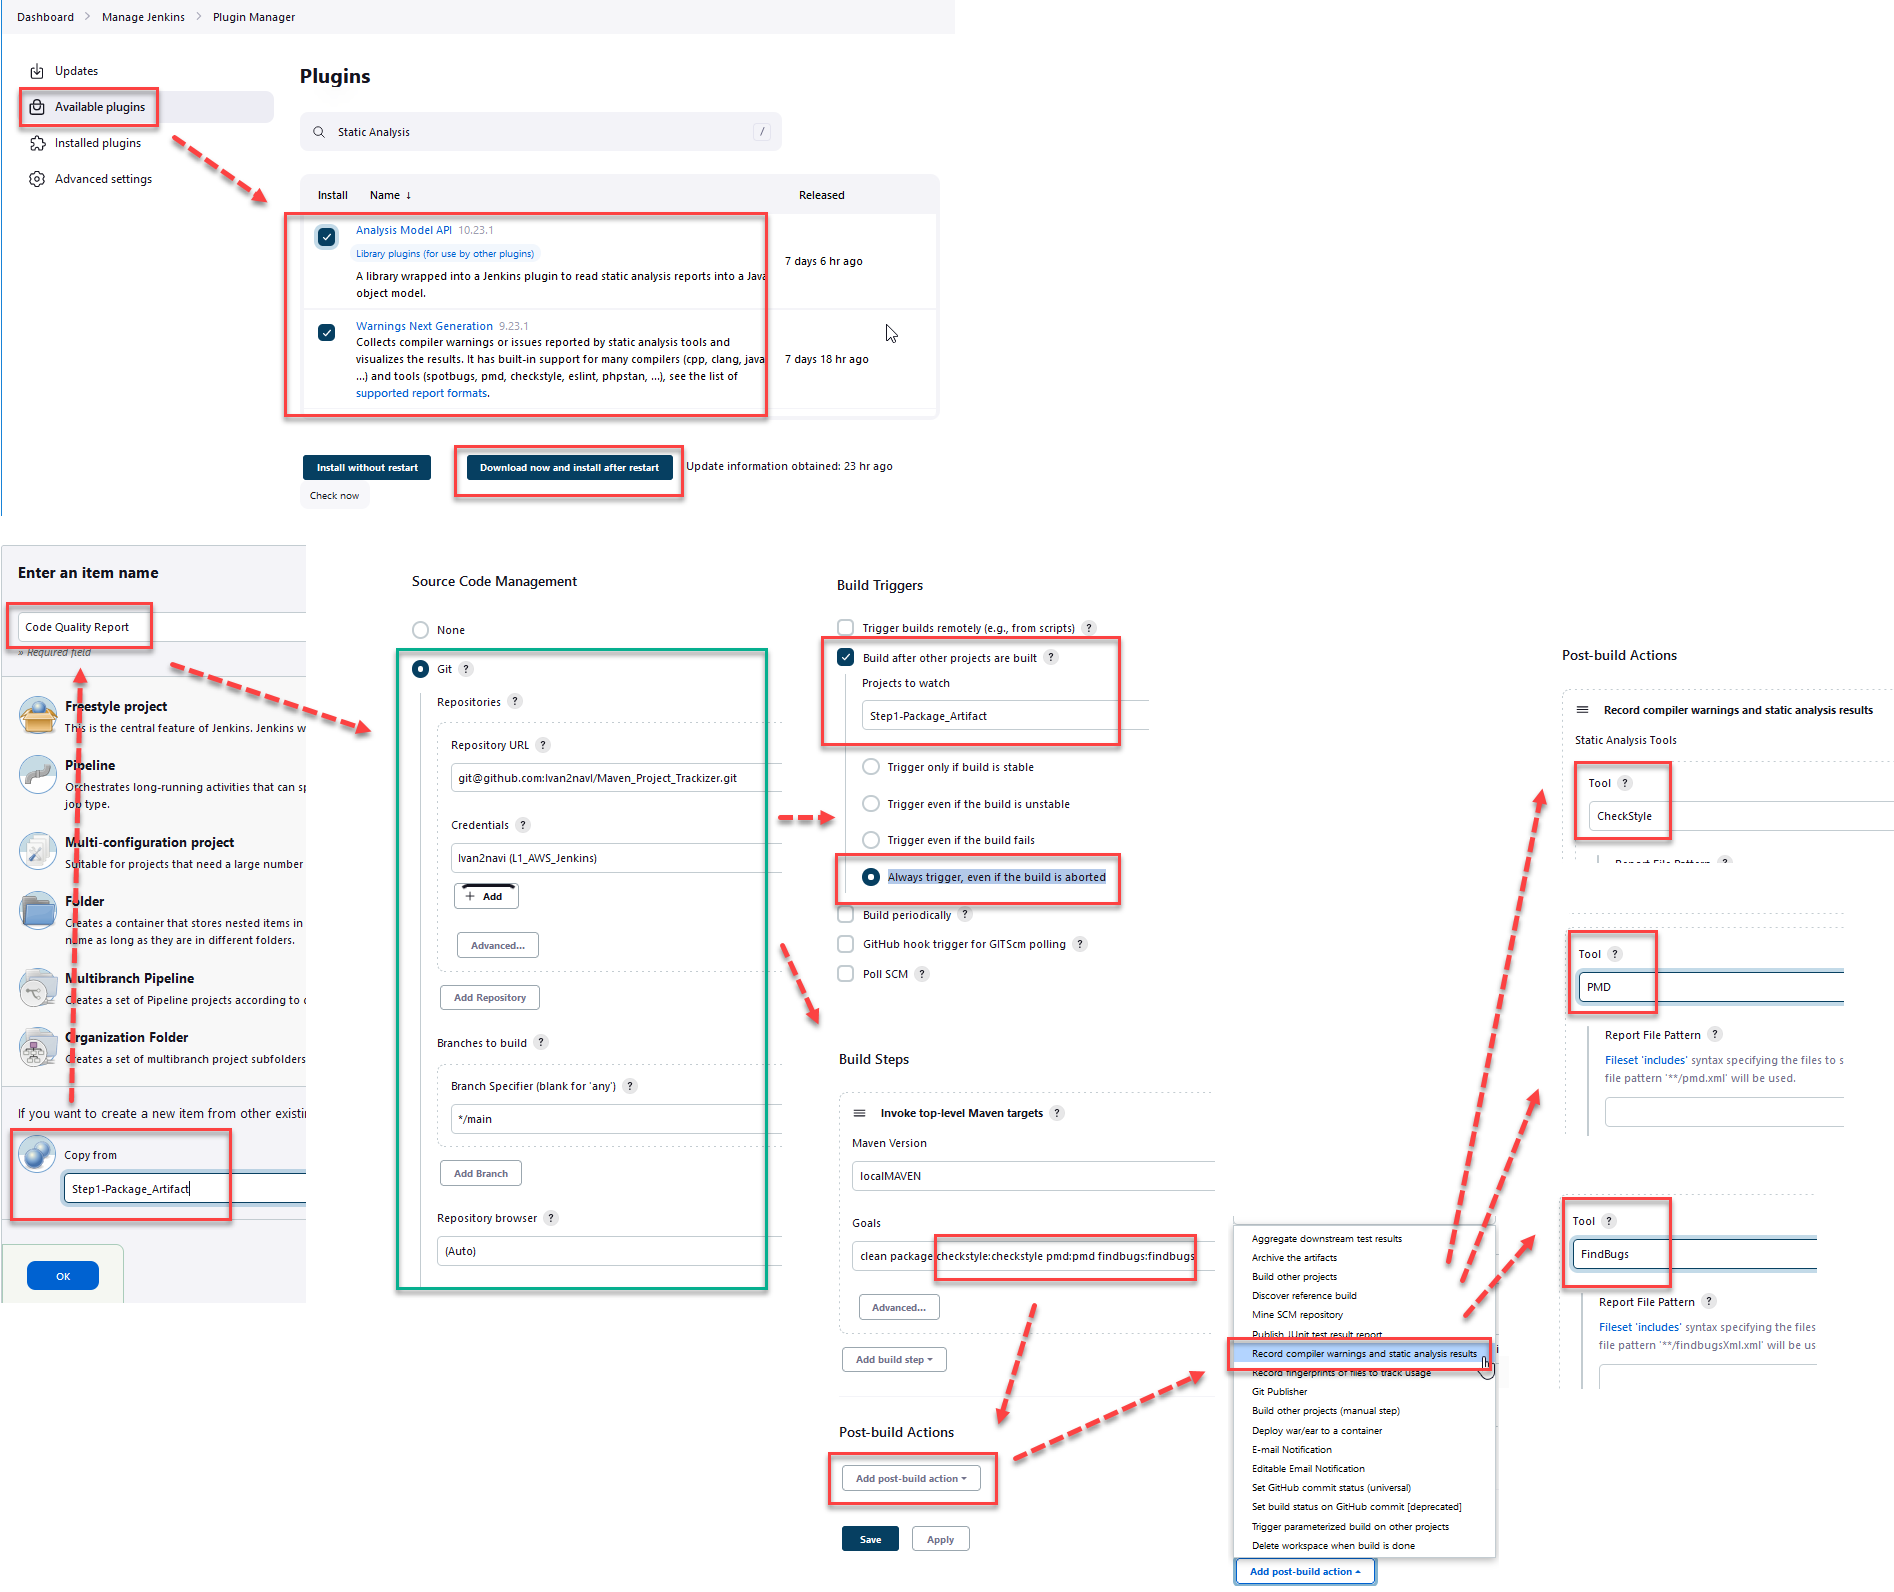 Dashboard > Manage Jenkins > Plugin Manager
Updates
Available plugins
Installed plugins
Advanced settings
Plugins
Static Analysis /
Install Name ↓ Released
Analysis Model API 10.23.1
Library plugins (for use by other plugins)
A library wrapped into a Jenkins plugin to read static analysis reports into a Java
object model.
7 days 6 hr ago
Warnings Next Generation 9.23.1
Collects compiler warnings or issues reported by static analysis tools and
visualizes the results. It has built-in support for many compilers (cpp, clang, java
...) and tools (spotbugs, pmd, checkstyle, eslint, phpstan, ...), see the list of
supported report formats.
7 days 18 hr ago
Install without restart
Download now and install after restart
Update information obtained: 23 hr ago
Check now
Enter an item name
Code Quality Report
» Required field
Freestyle project
This is the central feature of Jenkins. Jenkins w
Pipeline
Orchestrates long-running activities that can sp
job type.
Multi-configuration project
Suitable for projects that need a large number
Folder
Creates a container that stores nested items in
name as long as they are in different folders.
Multibranch Pipeline
Creates a set of Pipeline projects according to
Organization Folder
Creates a set of multibranch project subfolders
If you want to create a new item from other existin
Copy from
Step1-Package_Artifact
OK
Source Code Management
None
Git ?
Repositories ?
Repository URL ?
git@github.com:Ivan2navI/Maven_Project_Trackizer.git
Credentials ?
Ivan2navi (L1_AWS_Jenkins)
+ Add
Advanced...
Add Repository
Branches to build ?
Branch Specifier (blank for 'any') ?
*/main
Add Branch
Repository browser ?
(Auto)
Build Triggers
Trigger builds remotely (e.g., from scripts) ?
Build after other projects are built ?
Projects to watch
Step1-Package_Artifact
Trigger only if build is stable
Trigger even if the build is unstable
Trigger even if the build fails
Always trigger, even if the build is aborted
Build periodically ?
GitHub hook trigger for GITScm polling ?
Poll SCM ?
Build Steps
Invoke top-level Maven targets ?
Maven Version
localMAVEN
Goals
clean package checkstyle:checkstyle pmd:pmd findbugs:findbugs
Advanced...
Add build step
Post-build Actions
Add post-build action
Save
Apply
Aggregate downstream test results
Archive the artifacts
Build other projects
Discover reference build
Mine SCM repository
Publish JUnit test result report
Record compiler warnings and static analysis results
Record fingerprints of files to track usage
Git Publisher
Build other projects (manual step)
Deploy war/ear to a container
E-mail Notification
Editable Email Notification
Set GitHub commit status (universal)
Set build status on GitHub commit [deprecated]
Trigger parameterized build on other projects
Delete workspace when build is done
Add post-build action
Post-build Actions
Record compiler warnings and static analysis results
Static Analysis Tools
Tool ?
CheckStyle
Report File Pattern ?
Tool ?
PMD
Report File Pattern ?
Fileset 'includes' syntax specifying the files to s
file pattern '**/pmd.xml' will be used.
Tool ?
FindBugs
Report File Pattern ?
Fileset 'includes' syntax specifying the files
file pattern '**/findbugsXml.xml' will be us